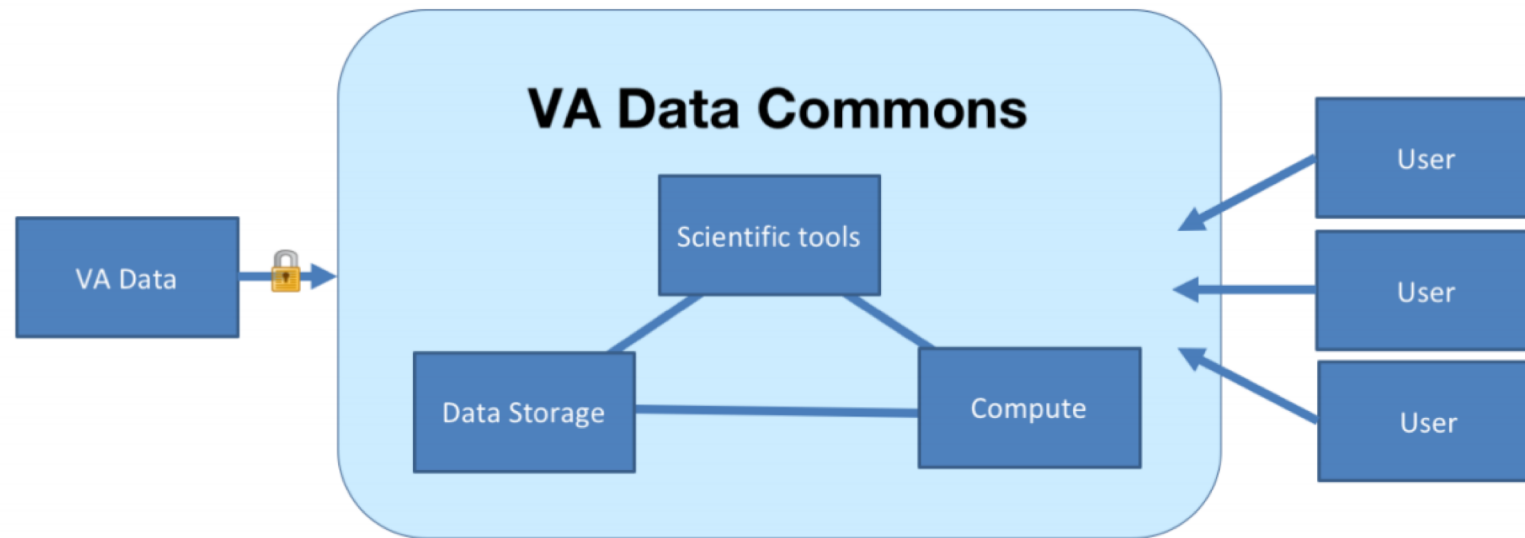 VA Data Commons
VA Data
Scientific tools
Data Storage
Compute
User
User
User